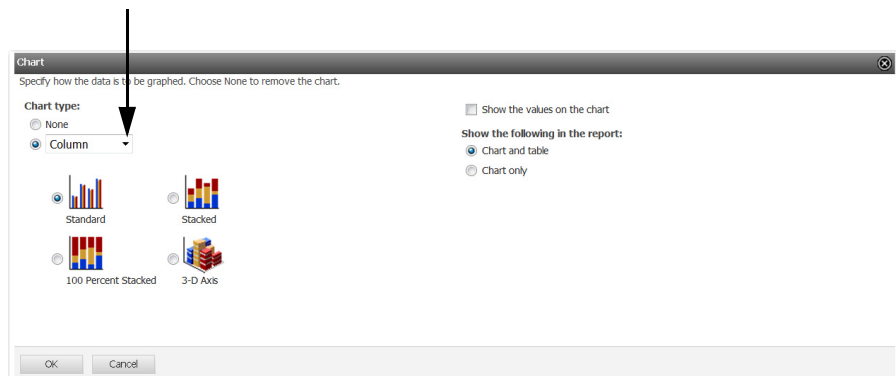 Chart
Specify how the data is to be graphed. Choose None to remove the chart.
Chart type:
None
Column
Standard
Stacked
100 Percent Stacked
3-D Axis
Show the values on the chart
Show the following in the report:
Chart and table
Chart only
OK
Cancel